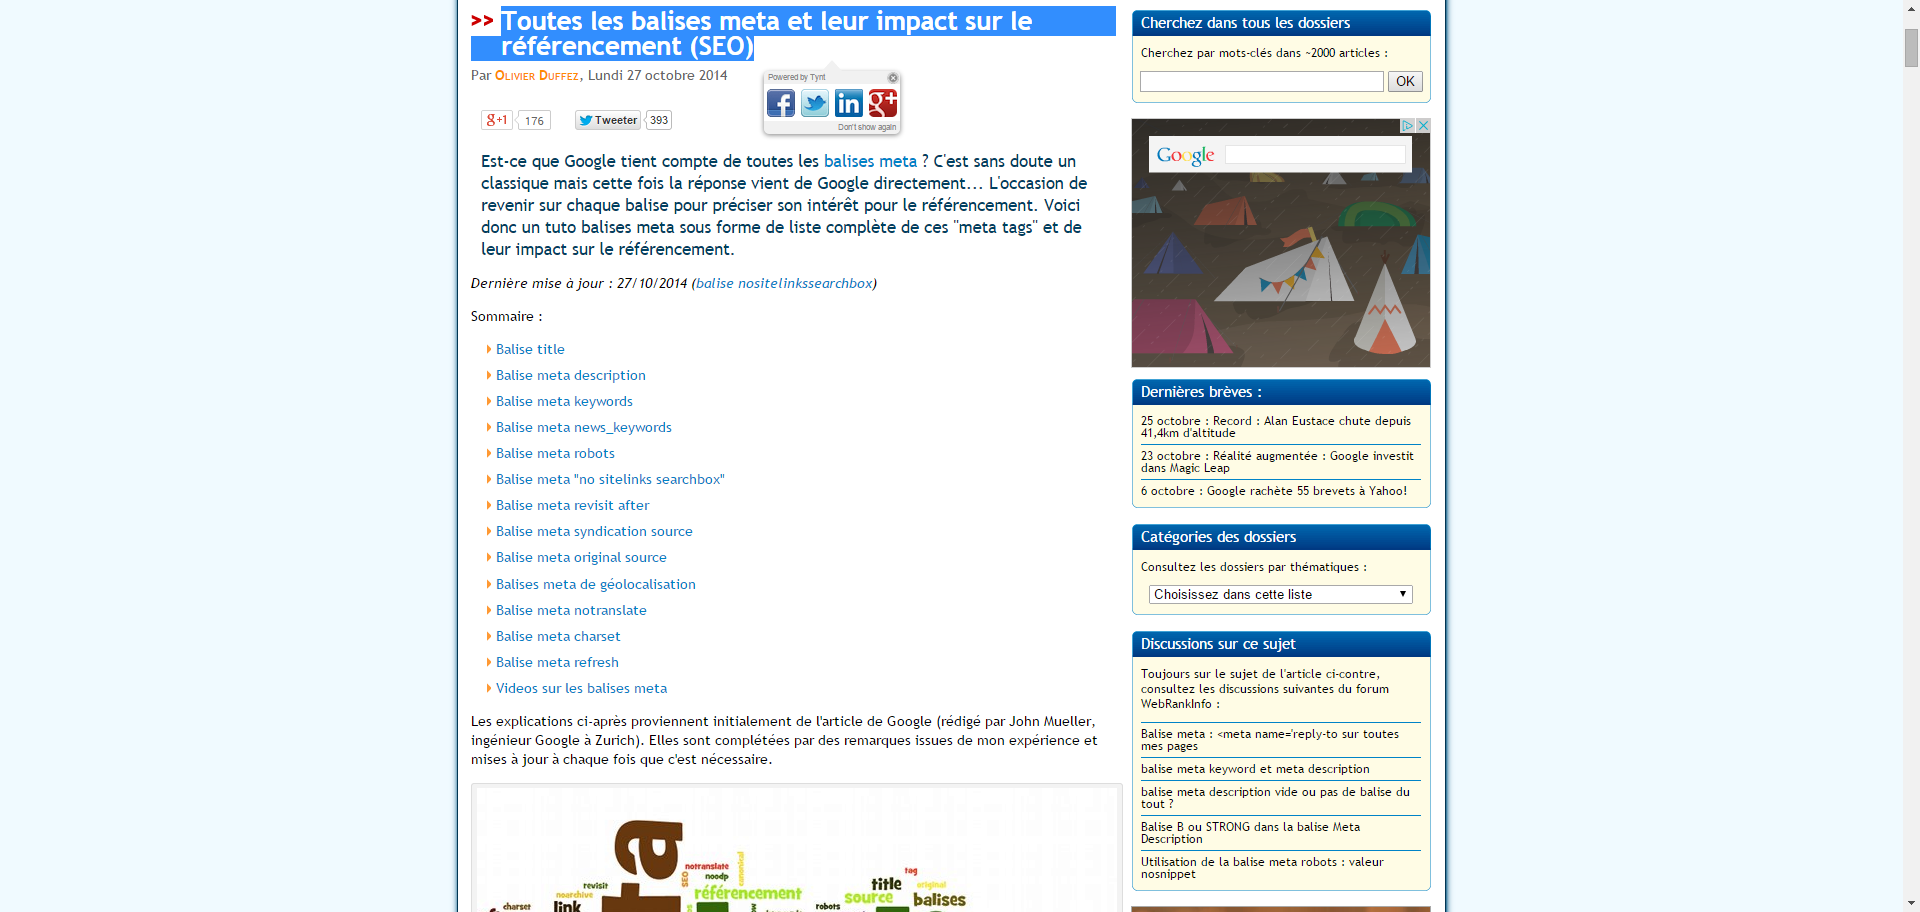 >> Toutes les balises meta et leur impact sur le
référencement (SEO)
Par Olivier Duffez, Lundi 27 octobre 2014
Powered by Tynt
Don't show again
g+1 176
Tweeter 393
Est-ce que Google tient compte de toutes les balises meta ? C'est sans doute un
classique mais cette fois la réponse vient de Google directement... L'occasion de
revenir sur chaque balise pour préciser son intérêt pour le référencement. Voici
donc un tuto balises meta sous forme de liste complète de ces "meta tags" et de
leur impact sur le référencement.
Dernière mise à jour : 27/10/2014 (balise nositelinkssearchbox)
Sommaire :
Balise title
Balise meta description
Balise meta keywords
Balise meta news_keywords
Balise meta robots
Balise meta "no sitelinks searchbox"
Balise meta revisit after
Balise meta syndication source
Balise meta original source
Balises meta de géolocalisation
Balise meta notranslate
Balise meta charset
Balise meta refresh
Videos sur les balises meta
Les explications ci-après proviennent initialement de l'article de Google (rédigé par John Mueller,
ingénieur Google à Zurich). Elles sont complétées par des remarques issues de mon expérience et
mises à jour à chaque fois que c'est nécessaire.
notranslate
SEO
noodp
canonical
référencement
revisit
noarchive
charset
link
ta
robots
source
title
tag
original
balises
Cherchez dans tous les dossiers
Cherchez par mots-clés dans ~2000 articles :
OK
Google
Dernières brèves :
25 octobre : Record : Alan Eustace chute depuis
41,4km d'altitude
23 octobre : Réalité augmentée : Google investit
dans Magic Leap
6 octobre : Google rachète 55 brevets à Yahoo!
Catégories des dossiers
Consultez les dossiers par thématiques :
Choisissez dans cette liste
Discussions sur ce sujet
Toujours sur le sujet de l'article ci-contre,
consultez les discussions suivantes du forum
WebRankInfo :
Balise meta : <meta name='reply-to sur toutes
mes pages
balise meta keyword et meta description
balise meta description vide ou pas de balise du
tout ?
Balise B ou STRONG dans la balise Meta
Description
Utilisation de la balise meta robots : valeur
nosnippet